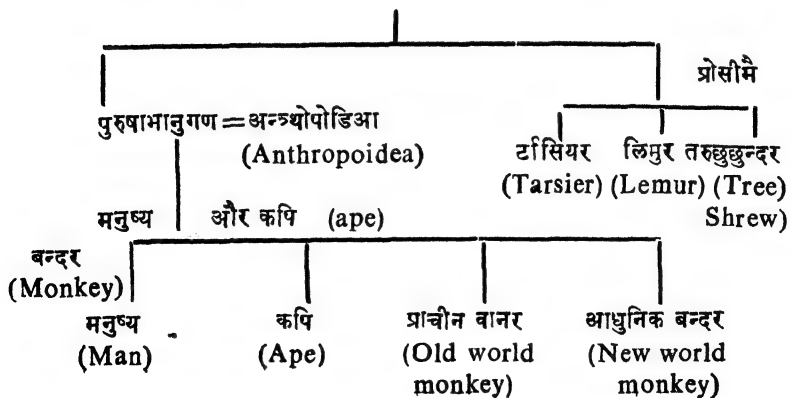 प्रोसीमै
पुरुषाभानुगण = अन्थ्रोपोडिआ
(Anthropoidea)
र्टासियर लिमुर तरुछुछुन्दर
(Tarsier) (Lemur) (Tree
Shrew)
मनुष्य और कपि (ape)
बन्दर
(Monkey)
मनुष्य कपि प्राचीन वानर आधुनिक बन्दर
(Man) (Ape) (Old world (New world
monkey) monkey)